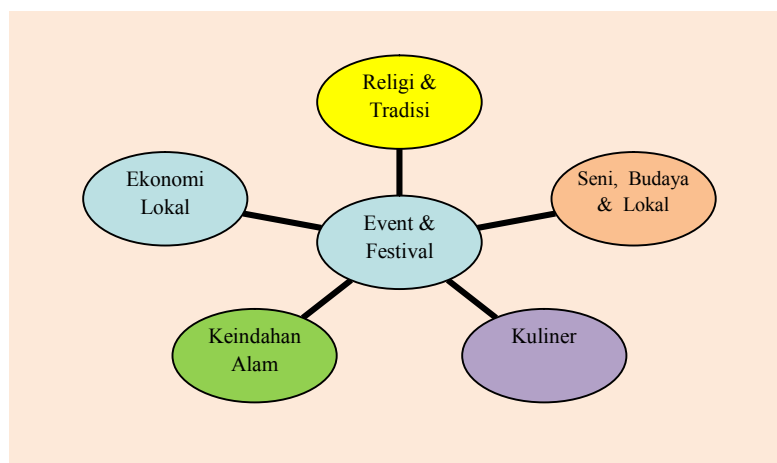 Religi &
Tradisi
Ekonomi
Lokal
Seni, Budaya
& Lokal
Event &
Festival
Keindahan
Alam
Kuliner